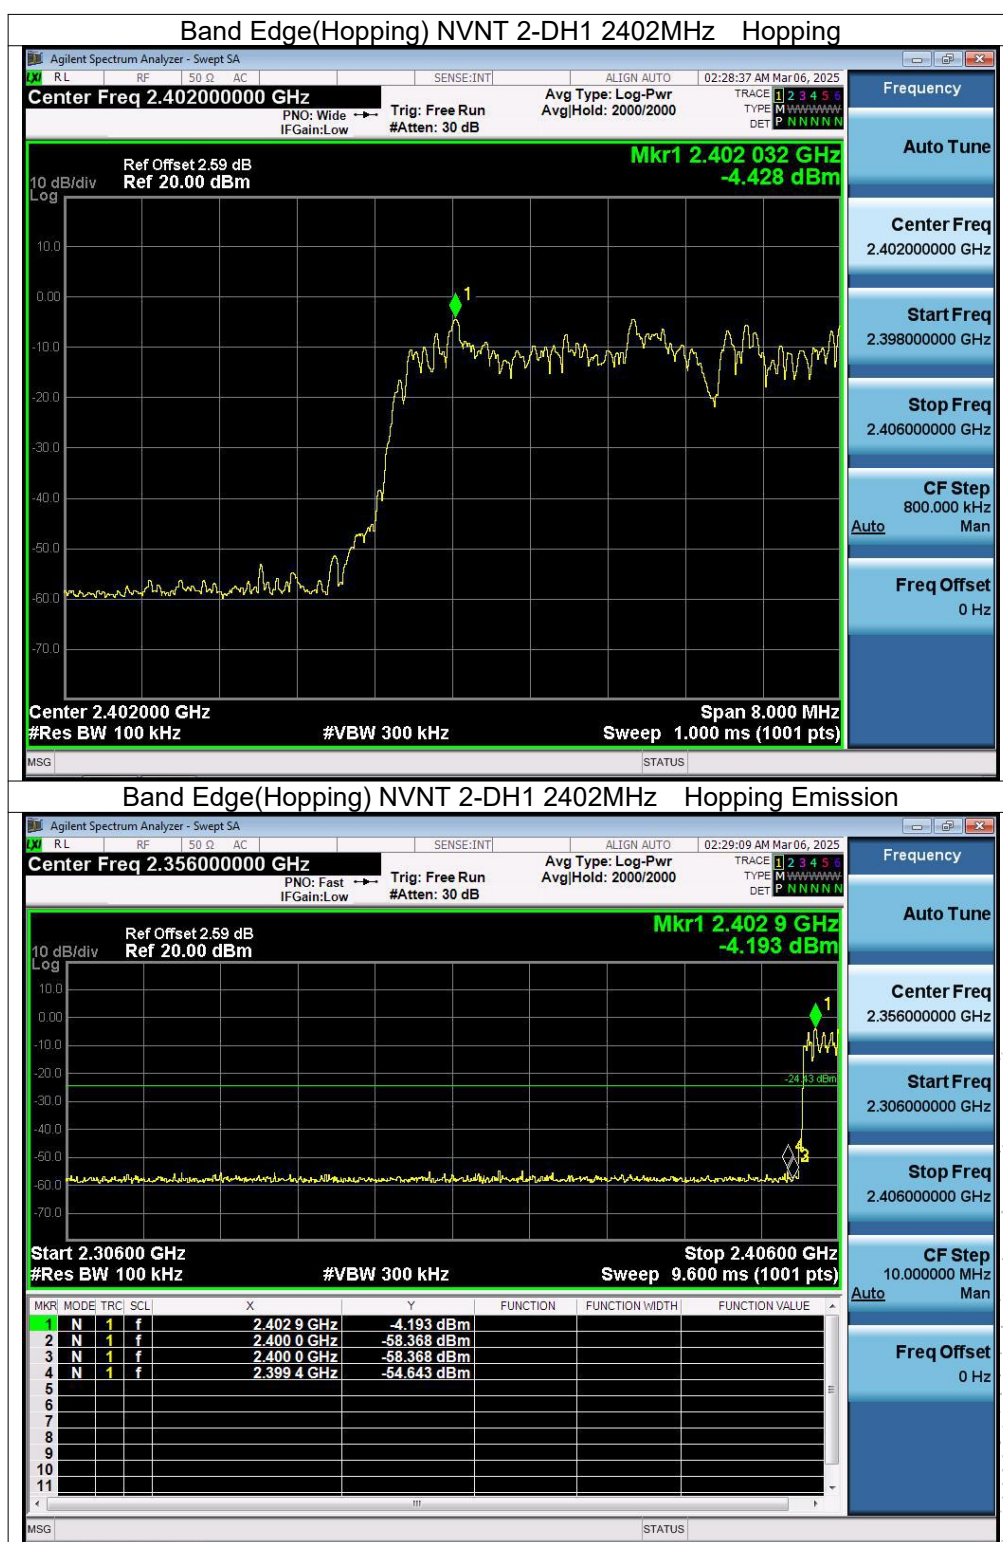 Band Edge(Hopping) NVNT 2-DH1 2402MHz Hopping
Agilent Spectrum Analyzer - Swept SA
LXI RL RF 50 Ω AC SENSE:INT ALIGN AUTO 02:28:37 AM Mar 06, 2025
Center Freq 2.402000000 GHz
PNO: Wide
IFGain:Low
Trig: Free Run
#Atten: 30 dB
Avg Type: Log-Pwr
Avg|Hold: 2000/2000
TRACE 1 2 3 4 5 6
TYPE M WWWWW
DET P N N N N N
Frequency
Auto Tune
Center Freq
2.402000000 GHz
Start Freq
2.398000000 GHz
Stop Freq
2.406000000 GHz
CF Step
800.000 kHz
Auto Man
Freq Offset
0 Hz
Mkr1 2.402 032 GHz
-4.428 dBm
Ref Offset 2.59 dB
10 dB/div Ref 20.00 dBm
Log
10.0
0.00
-10.0
-20.0
-30.0
-40.0
-50.0
-60.0
-70.0
1
Center 2.402000 GHz Span 8.000 MHz
#Res BW 100 kHz #VBW 300 kHz Sweep 1.000 ms (1001 pts)
MSG STATUS
Band Edge(Hopping) NVNT 2-DH1 2402MHz Hopping Emission
Agilent Spectrum Analyzer - Swept SA
LXI RL RF 50 Ω AC SENSE:INT ALIGN AUTO 02:29:09 AM Mar 06, 2025
Center Freq 2.356000000 GHz
PNO: Fast
IFGain:Low
Trig: Free Run
#Atten: 30 dB
Avg Type: Log-Pwr
Avg|Hold: 2000/2000
TRACE 1 2 3 4 5 6
TYPE M WWWWW
DET P N N N N N
Frequency
Auto Tune
Center Freq
2.356000000 GHz
Start Freq
2.306000000 GHz
Stop Freq
2.406000000 GHz
CF Step
10.000000 MHz
Auto Man
Freq Offset
0 Hz
Mkr1 2.402 9 GHz
-4.193 dBm
Ref Offset 2.59 dB
10 dB/div Ref 20.00 dBm
Log
10.0
0.00
-10.0
-20.0
-30.0
-40.0
-50.0
-60.0
-70.0
1
-24.43 dBm
4
Start 2.30600 GHz Stop 2.40600 GHz
#Res BW 100 kHz #VBW 300 kHz Sweep 9.600 ms (1001 pts)
MKR MODE TRC SCL X Y FUNCTION FUNCTION WIDTH FUNCTION VALUE
1 N 1 f 2.402 9 GHz -4.193 dBm
2 N 1 f 2.400 0 GHz -58.368 dBm
3 N 1 f 2.400 0 GHz -58.368 dBm
4 N 1 f 2.399 4 GHz -54.643 dBm
5
6
7
8
9
10
11
MSG STATUS